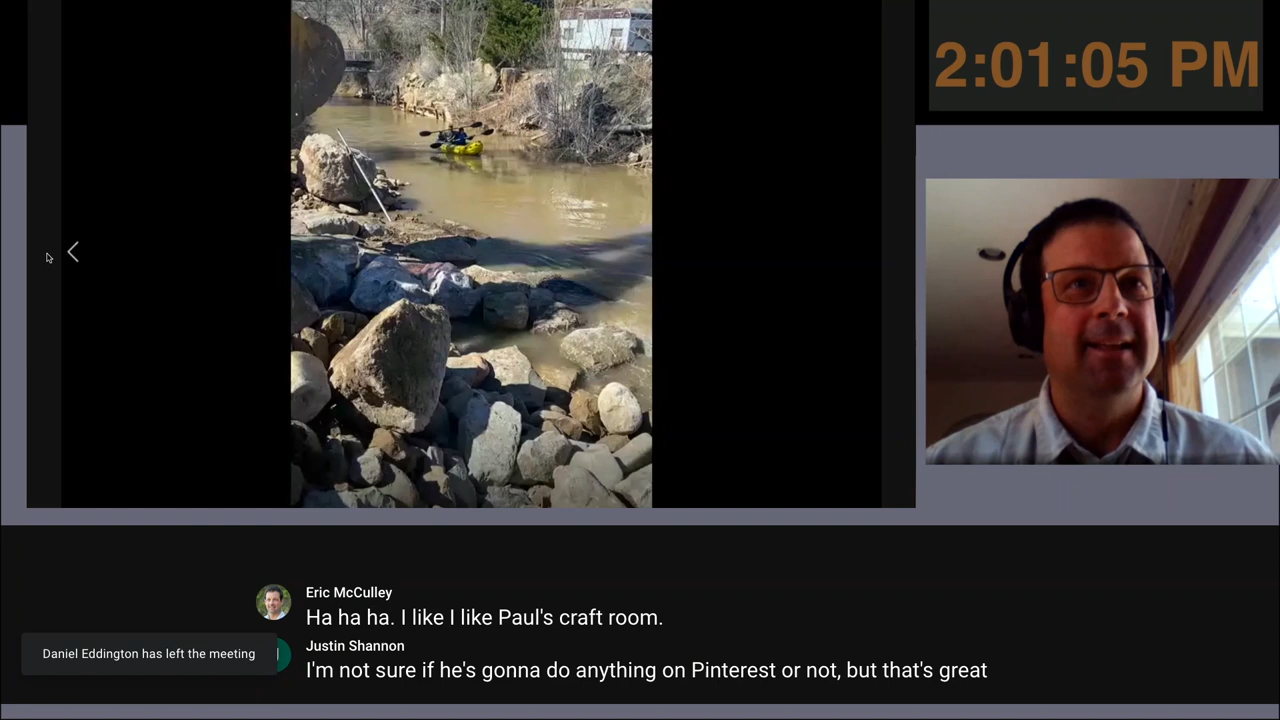 2:01:05 PM
Eric McCulley
Ha ha ha. I like I like Paul's craft room.
Daniel Eddington has left the meeting
Justin Shannon
I'm not sure if he's gonna do anything on Pinterest or not, but that's great